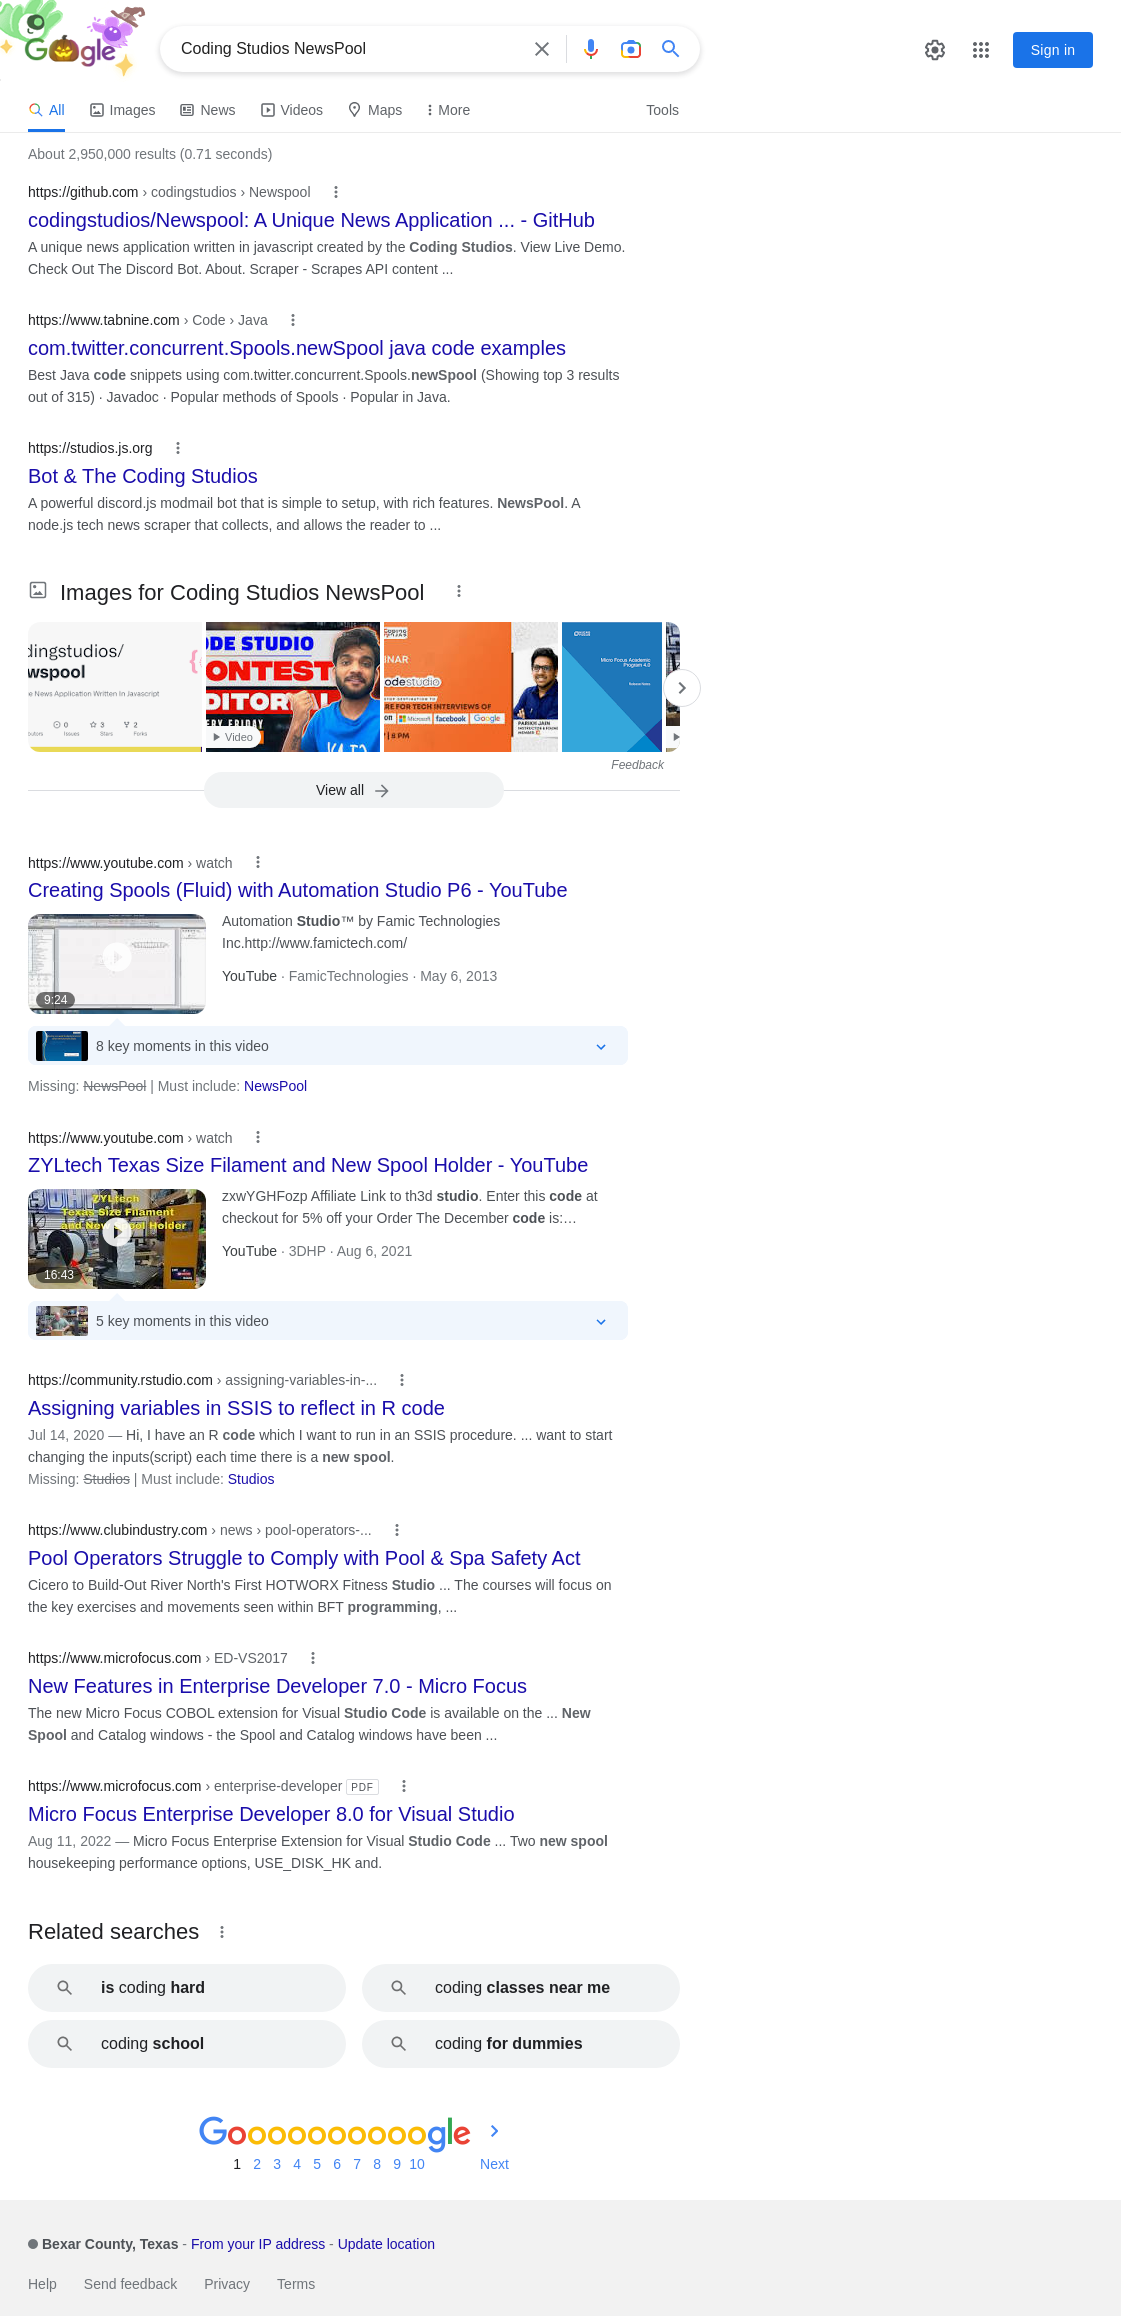 Google
Coding Studios NewsPool
Sign in
All
Images
News
Videos
Maps
More
Tools
About 2,950,000 results (0.71 seconds)
https://github.com › codingstudios › Newspool
codingstudios/Newspool: A Unique News Application ... - GitHub
A unique news application written in javascript created by the Coding Studios. View Live Demo.
Check Out The Discord Bot. About. Scraper - Scrapes API content ...
https://www.tabnine.com › Code › Java
com.twitter.concurrent.Spools.newSpool java code examples
Best Java code snippets using com.twitter.concurrent.Spools.newSpool (Showing top 3 results
out of 315) · Javadoc · Popular methods of Spools · Popular in Java.
https://studios.js.org
Bot & The Coding Studios
A powerful discord.js modmail bot that is simple to setup, with rich features. NewsPool. A
node.js tech news scraper that collects, and allows the reader to ...
Images for Coding Studios NewsPool
dingstudios/
wspool
e News Application Written In Javascript
0
3
2
Issues
Stars
Forks
ODE STUDIO
ONTEST
DITORIAL
RY FRIDAY
Video
CODING
INAR
codestudio
RE FOR TECH INTERVIEWS OF
Microsoft
facebook
Google
| 8 PM
PARIKH JAIN
Micro Focus Academic
Program 4.0
Release Notes
Feedback
View all
https://www.youtube.com › watch
Creating Spools (Fluid) with Automation Studio P6 - YouTube
Automation Studio™ by Famic Technologies
Inc.http://www.famictech.com/
YouTube · FamicTechnologies · May 6, 2013
9:24
8 key moments in this video
Missing: NewsPool | Must include: NewsPool
https://www.youtube.com › watch
ZYLtech Texas Size Filament and New Spool Holder - YouTube
ZYLtech
Texas Size Filament
and New Spool Holder
16:43
zxwYGHFozp Affiliate Link to th3d studio. Enter this code at
checkout for 5% off your Order The December code is:…
YouTube · 3DHP · Aug 6, 2021
5 key moments in this video
https://community.rstudio.com › assigning-variables-in-...
Assigning variables in SSIS to reflect in R code
Jul 14, 2020 — Hi, I have an R code which I want to run in an SSIS procedure. ... want to start
changing the inputs(script) each time there is a new spool.
Missing: Studios | Must include: Studios
https://www.clubindustry.com › news › pool-operators-...
Pool Operators Struggle to Comply with Pool & Spa Safety Act
Cicero to Build-Out River North's First HOTWORX Fitness Studio ... The courses will focus on
the key exercises and movements seen within BFT programming, ...
https://www.microfocus.com › ED-VS2017
New Features in Enterprise Developer 7.0 - Micro Focus
The new Micro Focus COBOL extension for Visual Studio Code is available on the ... New
Spool and Catalog windows - the Spool and Catalog windows have been ...
https://www.microfocus.com › enterprise-developer PDF
Micro Focus Enterprise Developer 8.0 for Visual Studio
Aug 11, 2022 — Micro Focus Enterprise Extension for Visual Studio Code ... Two new spool
housekeeping performance options, USE_DISK_HK and.
Related searches
is coding hard
coding classes near me
coding school
coding for dummies
Goooooooooogle
1 2 3 4 5 6 7 8 9 10 Next
Bexar County, Texas - From your IP address - Update location
Help Send feedback Privacy Terms